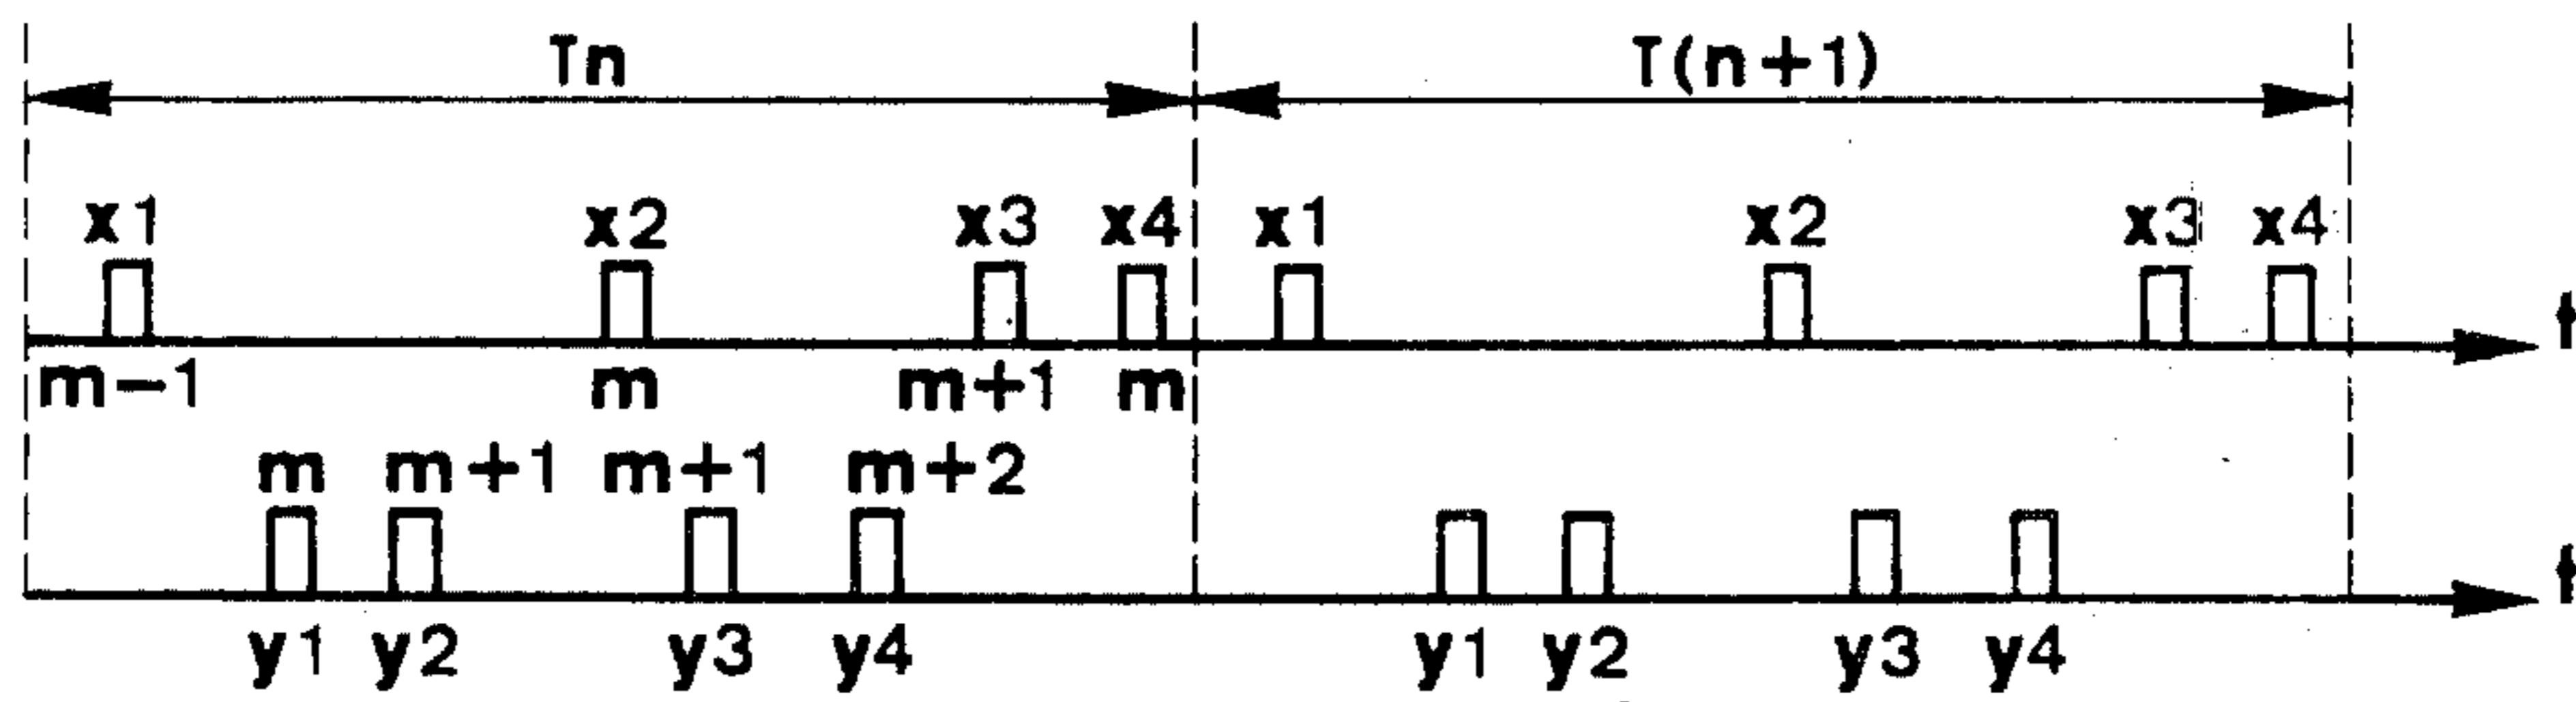 Tn T(n+1)
x1 x2 x3 x4 x1 x2 x3 x4
t
m-1 m m+1 m
m m+1 m+1 m+2
t
y1 y2 y3 y4 y1 y2 y3 y4